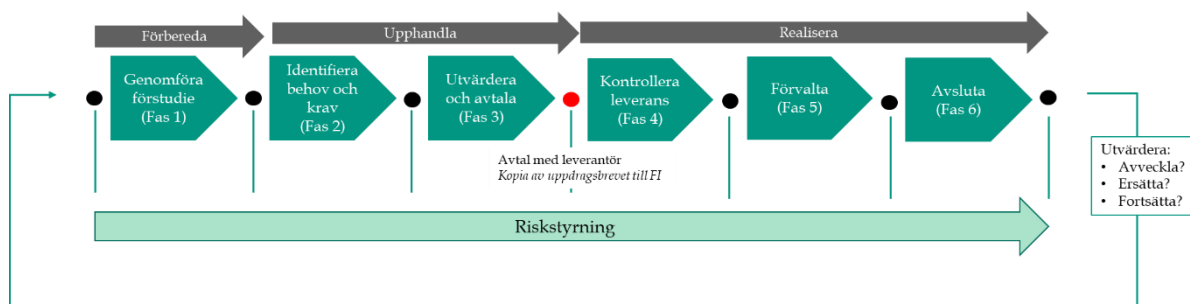 Förbereda
Upphandla
Realisera
Genomföra
förstudie
(Fas 1)
Identifiera
behov och
krav
(Fas 2)
Utvärdera
och avtala
(Fas 3)
Kontrollera
leverans
(Fas 4)
Förvalta
(Fas 5)
Avsluta
(Fas 6)
Avtal med leverantör
Kopia av uppdragsbrevet till FI
Utvärdera:
• Avveckla?
• Ersätta?
• Fortsätta?
Riskstyrning